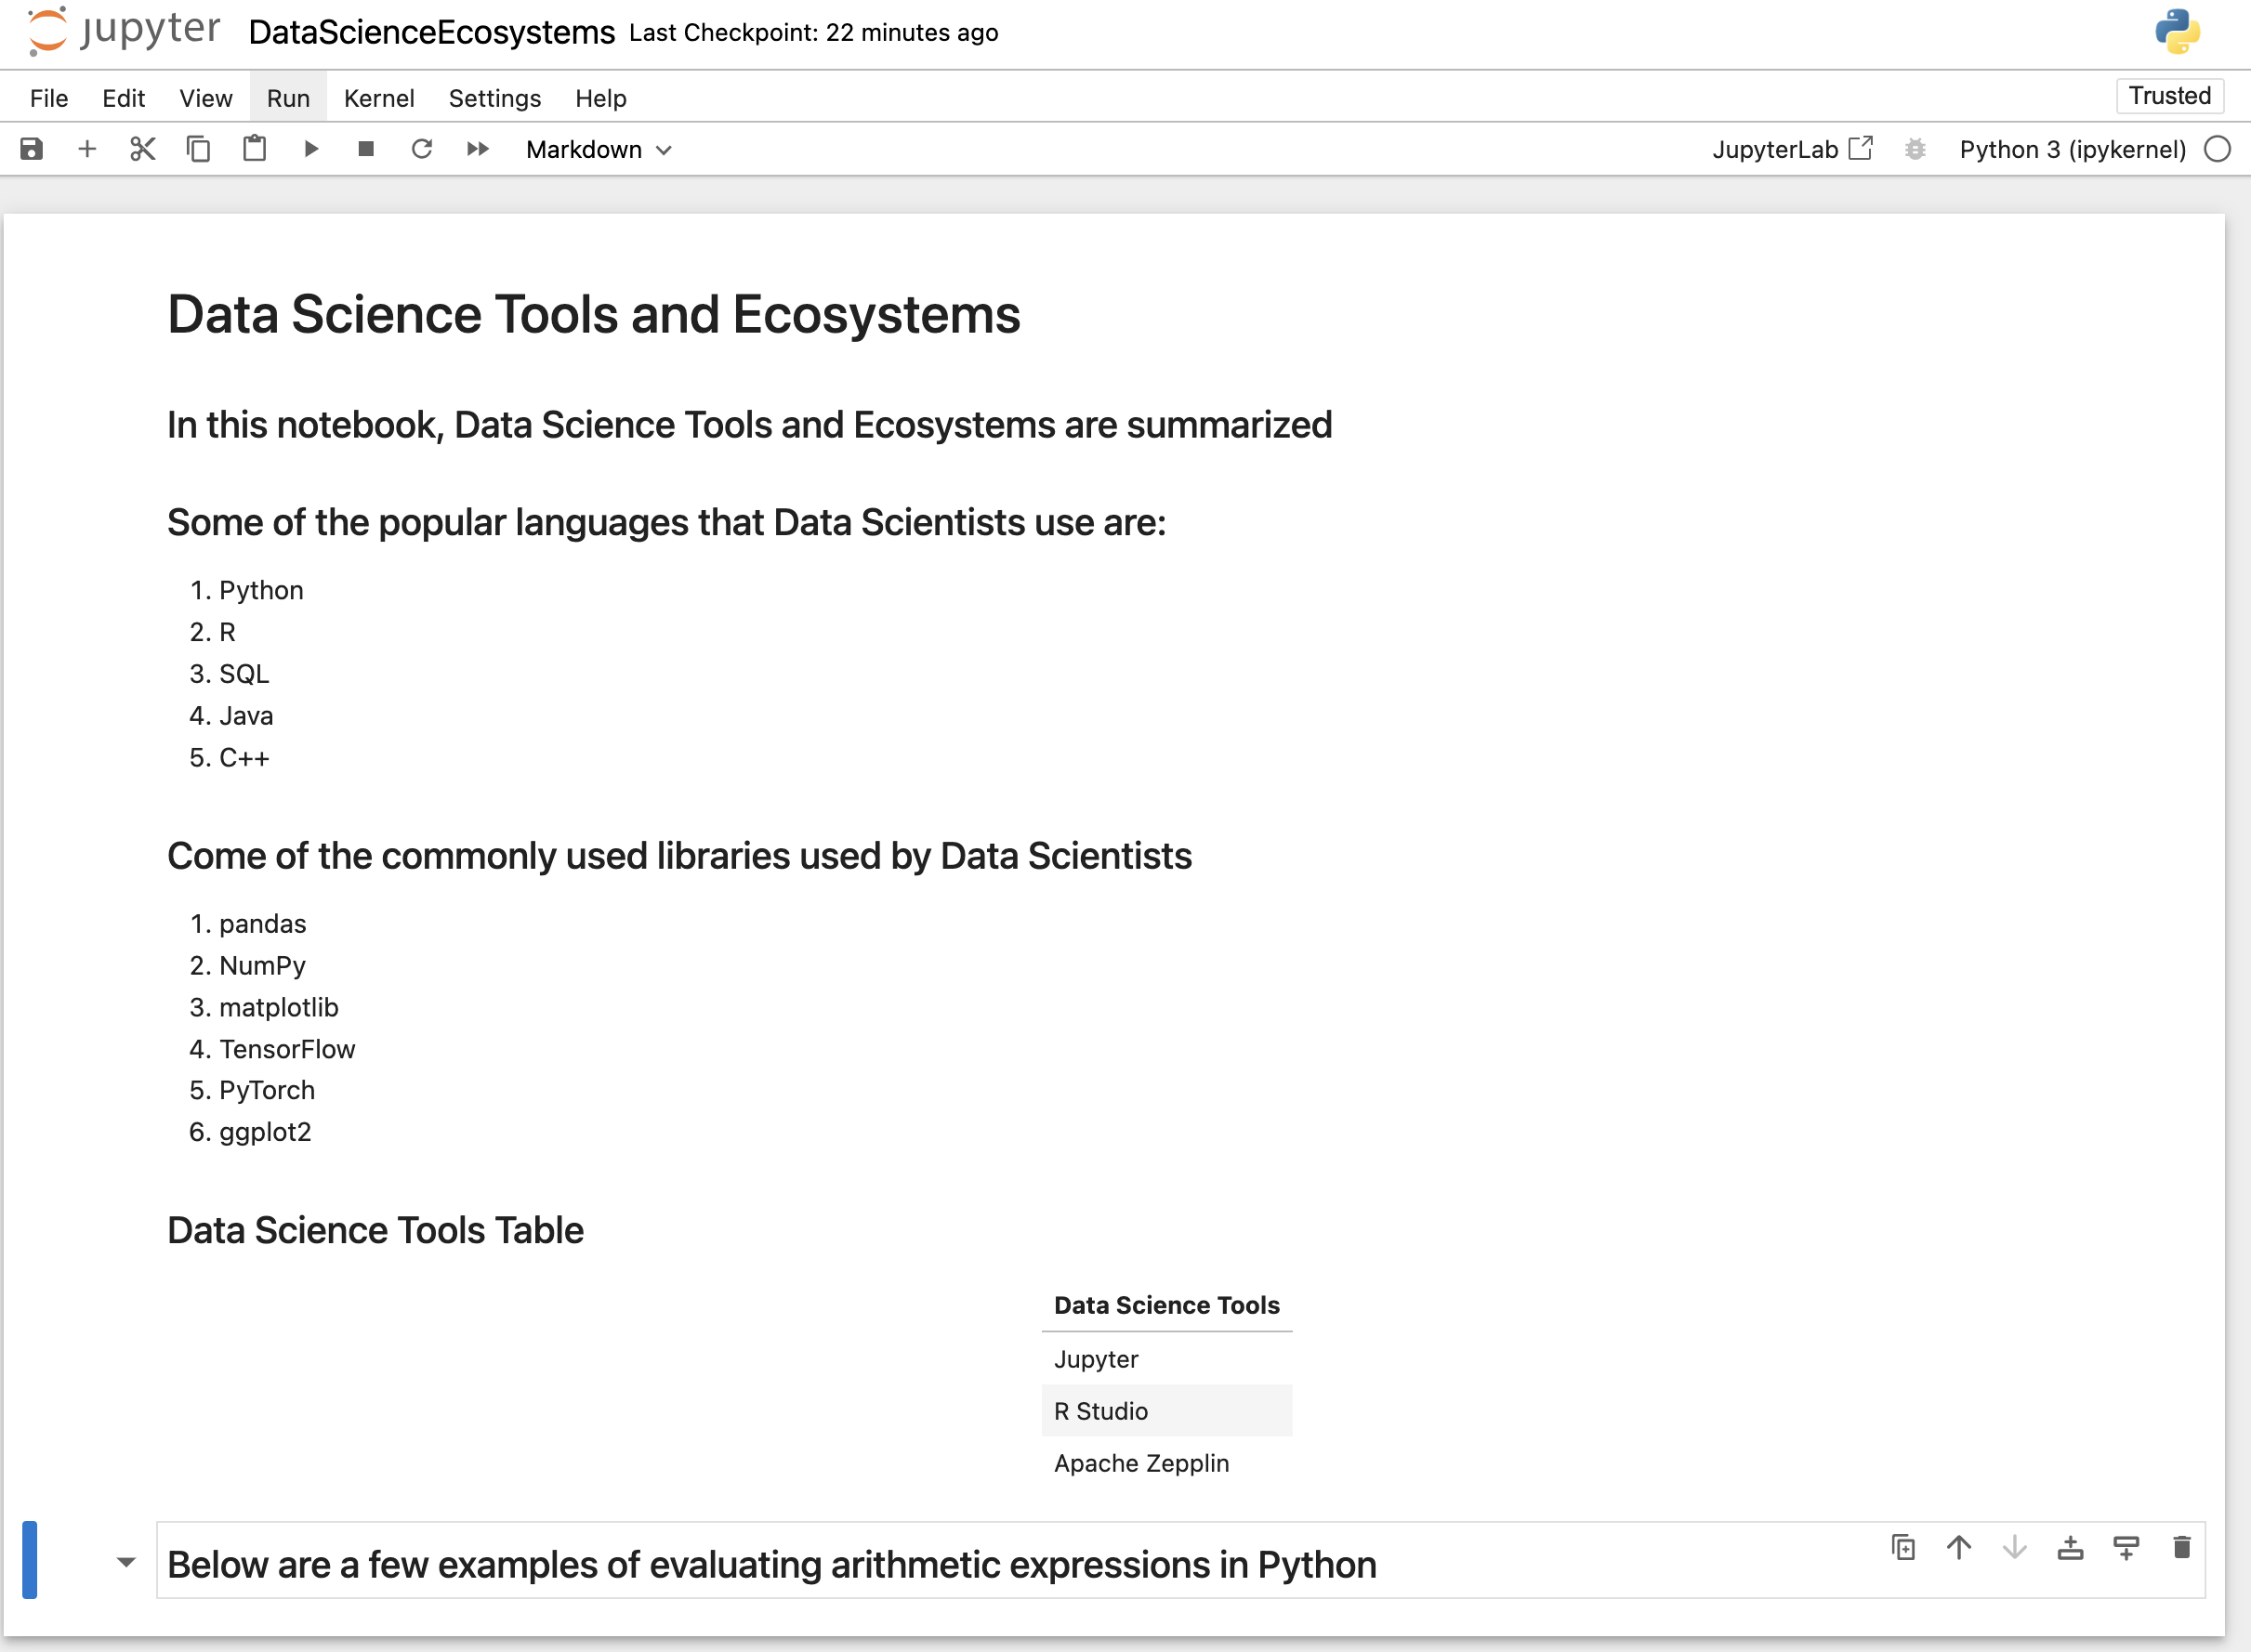 jupyter DataScienceEcosystems Last Checkpoint: 22 minutes ago
File Edit View Run Kernel Settings Help Trusted
Markdown JupyterLab Python 3 (ipykernel)
Data Science Tools and Ecosystems
In this notebook, Data Science Tools and Ecosystems are summarized
Some of the popular languages that Data Scientists use are:
1. Python
2. R
3. SQL
4. Java
5. C++
Come of the commonly used libraries used by Data Scientists
1. pandas
2. NumPy
3. matplotlib
4. TensorFlow
5. PyTorch
6. ggplot2
Data Science Tools Table
Data Science Tools
Jupyter
R Studio
Apache Zepplin
Below are a few examples of evaluating arithmetic expressions in Python